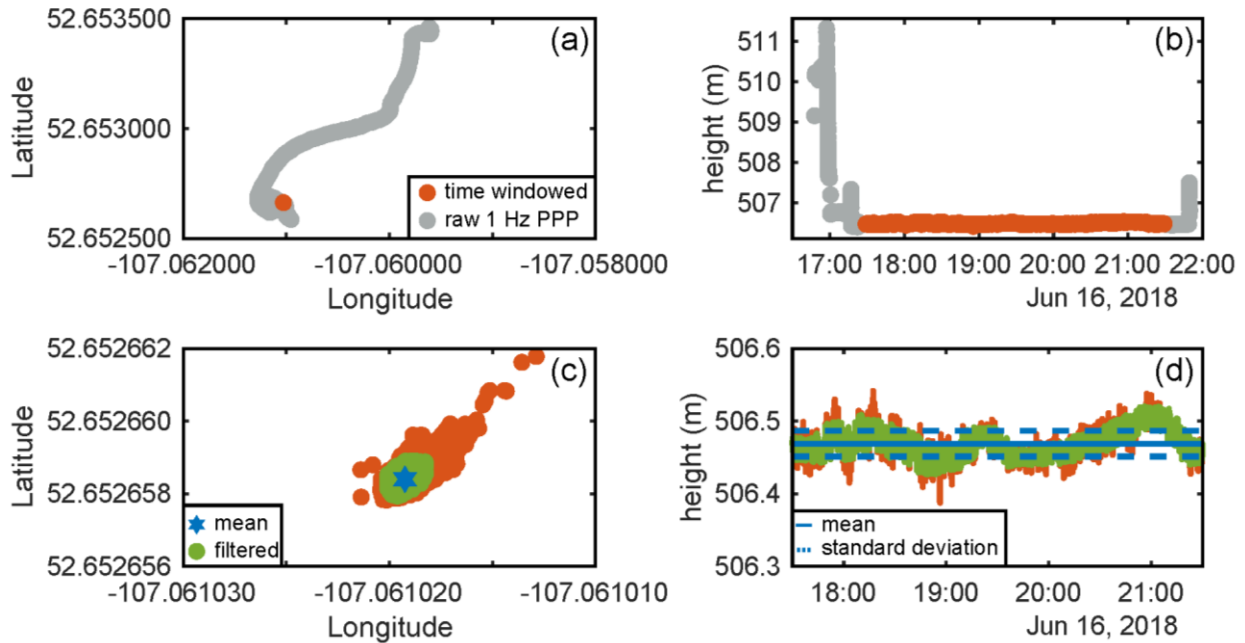 (a)
52.653500
52.653000
52.652500
Latitude
time windowed
raw 1 Hz PPP
-107.062000 -107.060000 -107.058000
Longitude
(b)
511
510
509
508
507
height (m)
17:00 18:00 19:00 20:00 21:00 22:00
Jun 16, 2018
(c)
52.652662
52.652660
52.652658
52.652656
Latitude
mean
filtered
-107.061030 -107.061020 -107.061010
Longitude
(d)
506.6
506.5
506.4
506.3
height (m)
mean
standard deviation
18:00 19:00 20:00 21:00
Jun 16, 2018